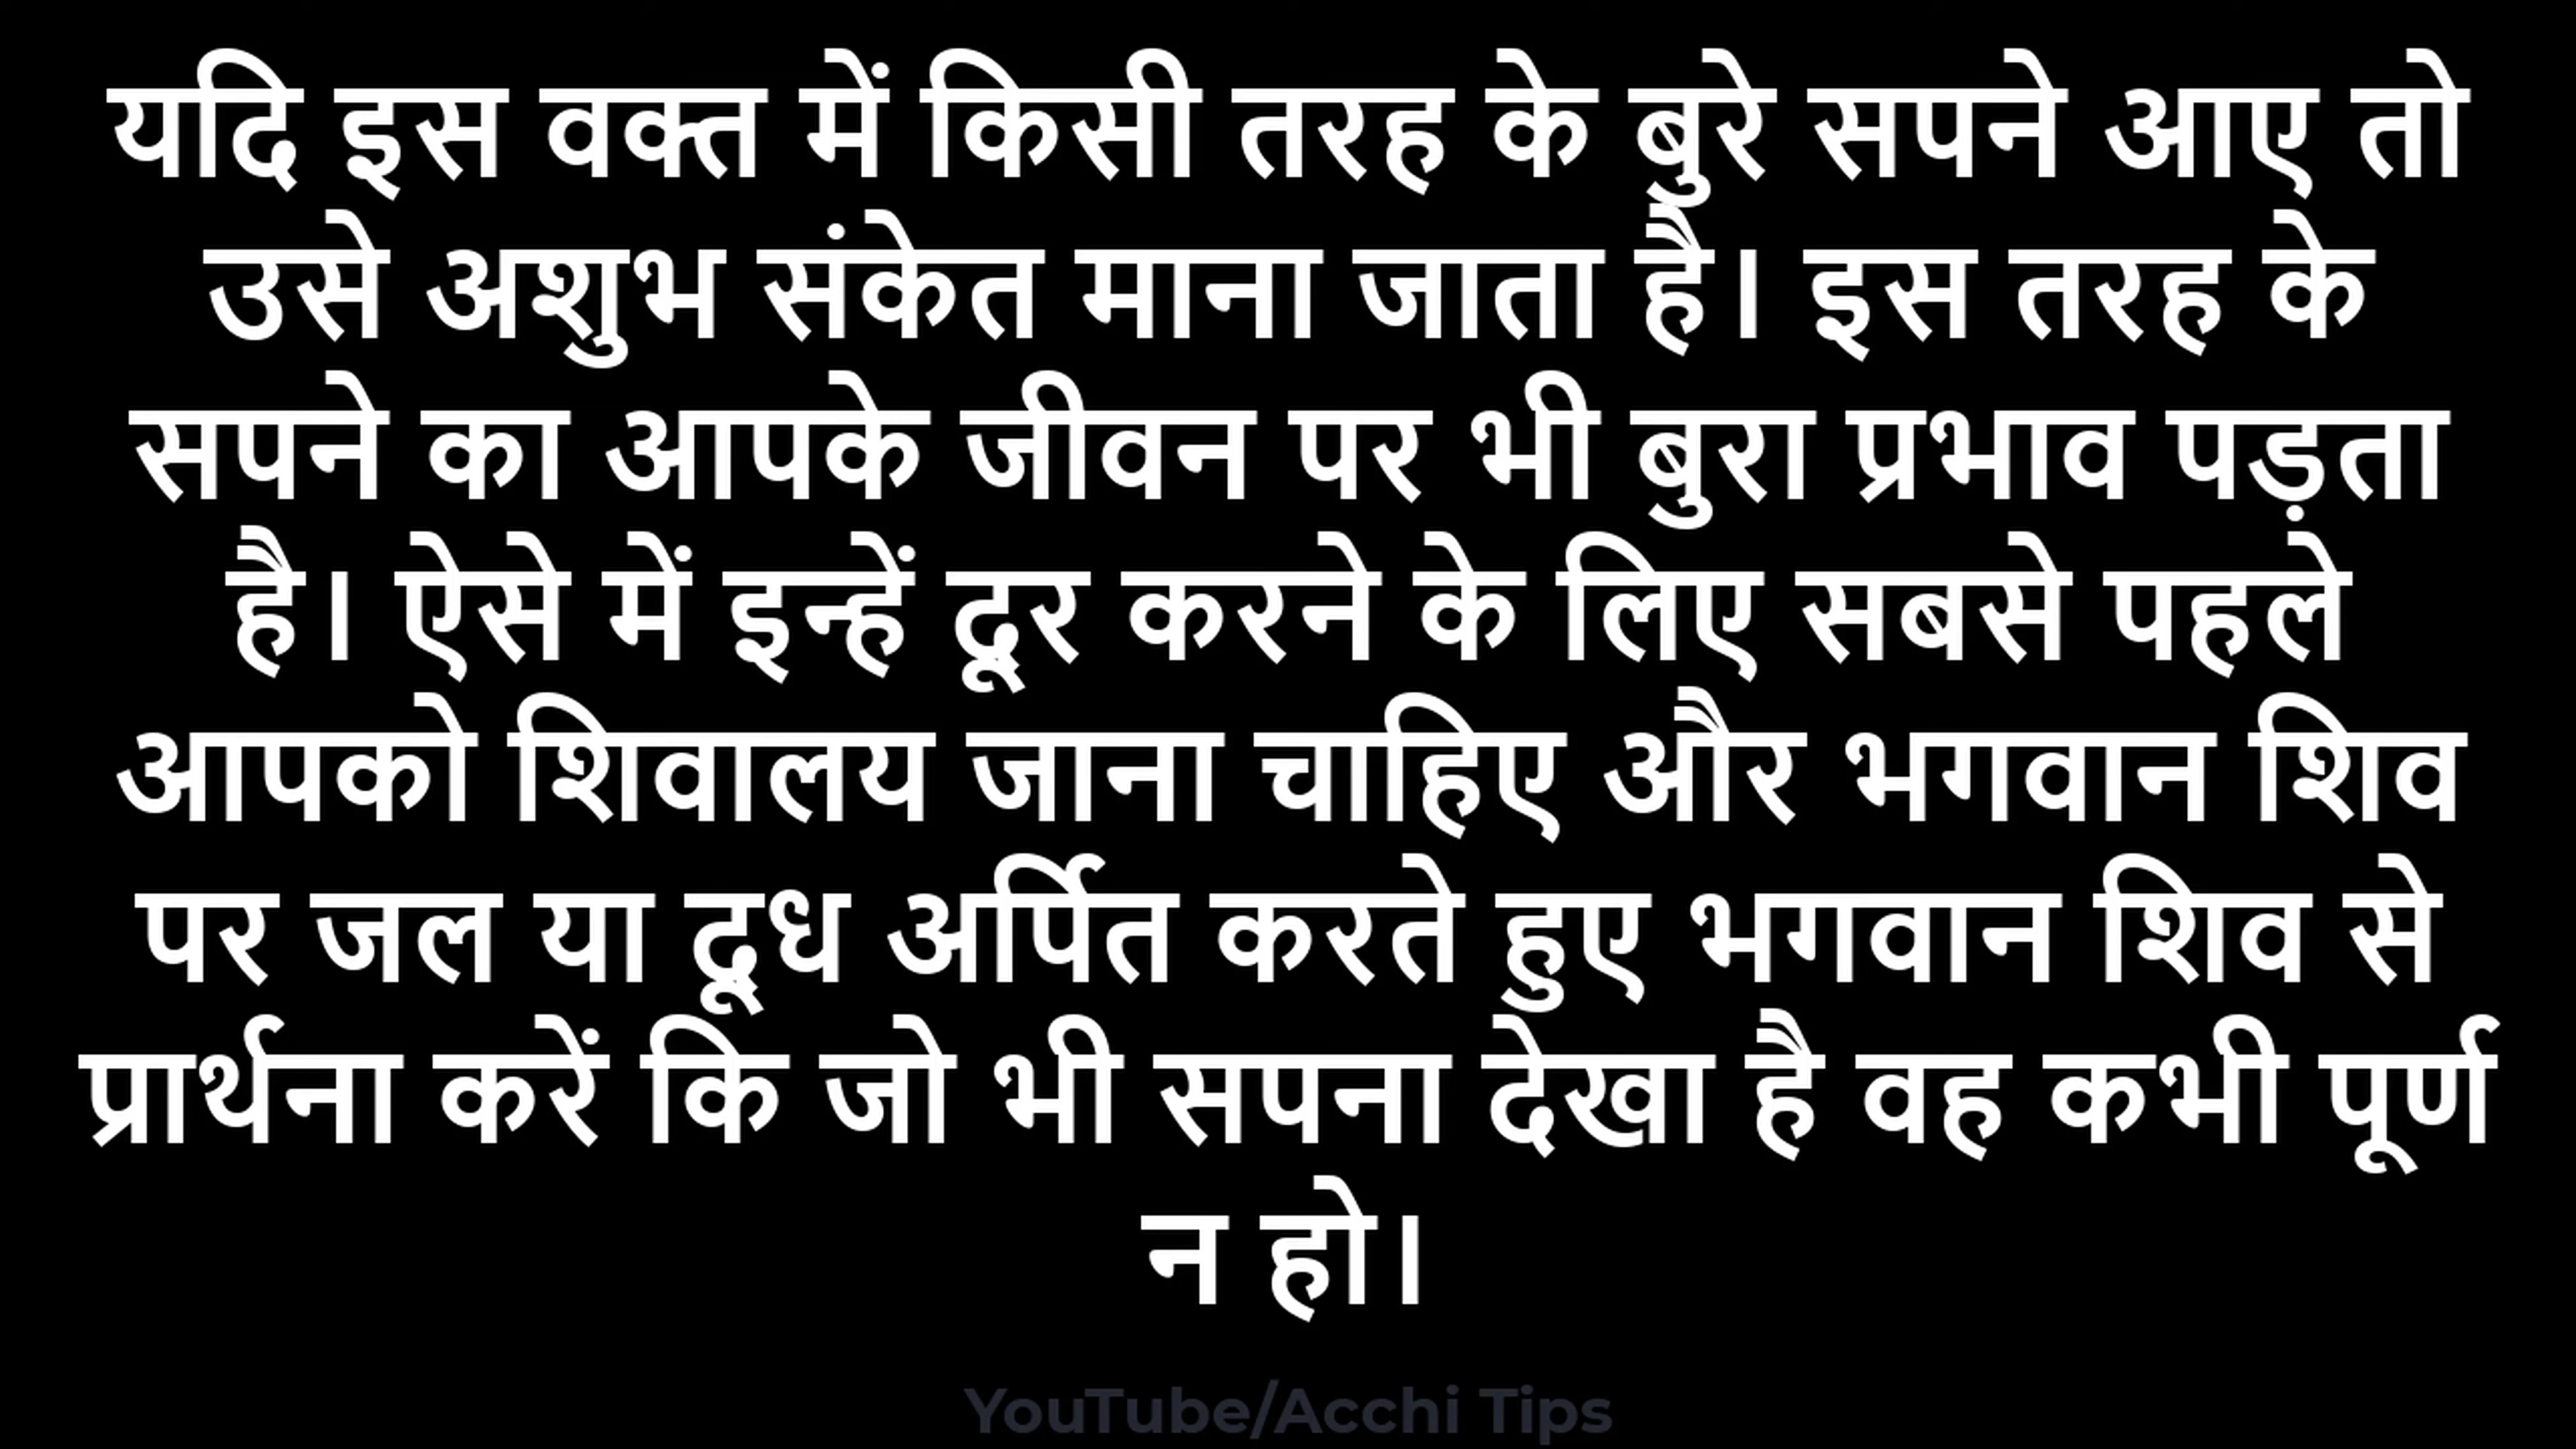 यदि इस वक्त में किसी तरह के बुरे सपने आए तो
उसे अशुभ संकेत माना जाता है। इस तरह के
सपने का आपके जीवन पर भी बुरा प्रभाव पड़ता
है। ऐसे में इन्हें दूर करने के लिए सबसे पहले
आपको शिवालय जाना चाहिए और भगवान शिव
पर जल या दूध अर्पित करते हुए भगवान शिव से
प्रार्थना करें कि जो भी सपना देखा है वह कभी पूर्ण
न हो।
YouTube/Acchi Tips